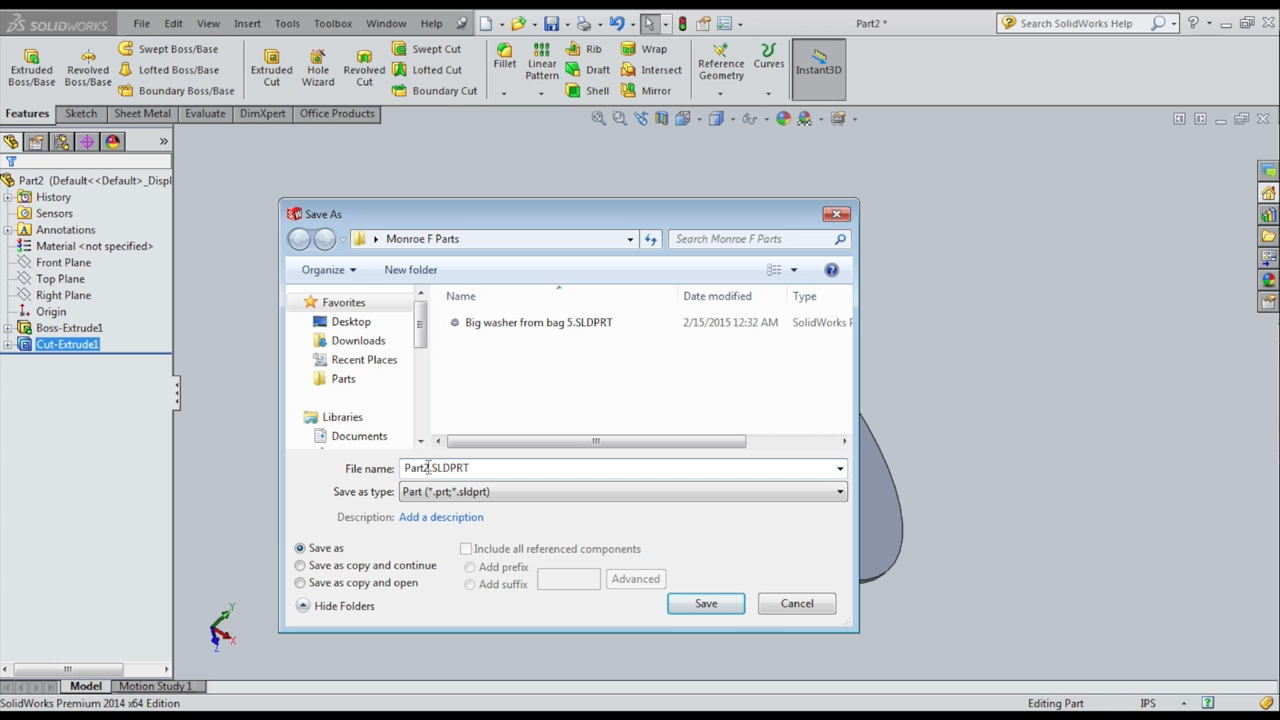 SOLIDWORKS File Edit View Insert Tools Toolbox Window Help Part2 * Search SolidWorks Help
Extruded Boss/Base
Revolved Boss/Base
Swept Boss/Base
Lofted Boss/Base
Boundary Boss/Base
Extruded Cut
Hole Wizard
Revolved Cut
Swept Cut
Lofted Cut
Boundary Cut
Fillet
Linear Pattern
Rib
Draft
Shell
Wrap
Intersect
Mirror
Reference Geometry
Curves
Instant3D
Features Sketch Sheet Metal Evaluate DimXpert Office Products
Part2 (Default<<Default>_Displ
History
Sensors
Annotations
Material <not specified>
Front Plane
Top Plane
Right Plane
Origin
Boss-Extrude1
Cut-Extrude1
Save As
Monroe F Parts Search Monroe F Parts
Organize New folder
Favorites
Desktop
Downloads
Recent Places
Parts
Libraries
Documents
Name Date modified Type
Big washer from bag 5.SLDPRT 2/15/2015 12:32 AM SolidWorks P
File name: Part2.SLDPRT
Save as type: Part (*.prt;*.sldprt)
Description: Add a description
Save as
Save as copy and continue
Save as copy and open
Include all referenced components
Add prefix
Add suffix
Advanced
Hide Folders Save Cancel
Y
X
Z
Model Motion Study 1
SolidWorks Premium 2014 x64 Edition Editing Part IPS